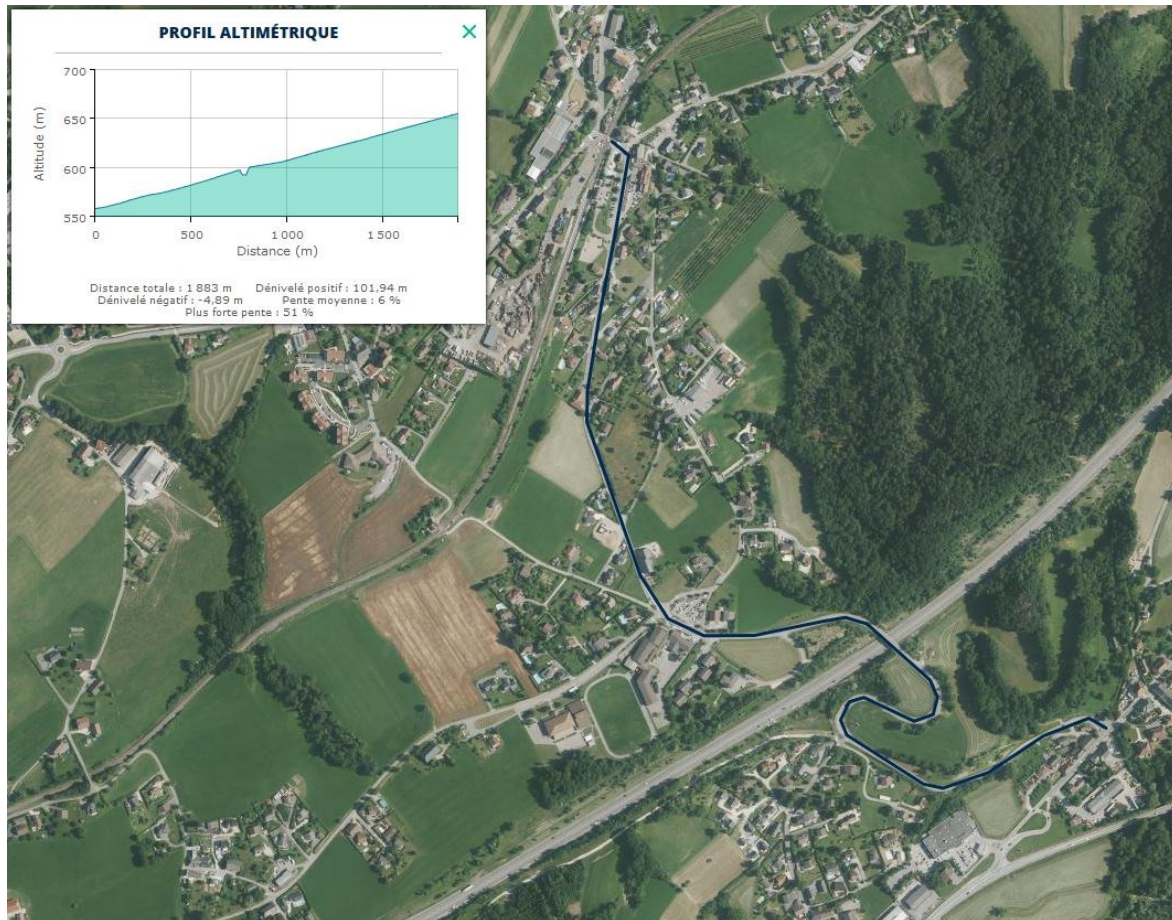 PROFIL ALTIMÉTRIQUE ×
700
650
600
550
Altitude (m)
0 500 1 000 1 500
Distance (m)
Distance totale : 1 883 m Dénivelé positif : 101,94 m
Dénivelé négatif : -4,89 m Pente moyenne : 6 %
Plus forte pente : 51 %